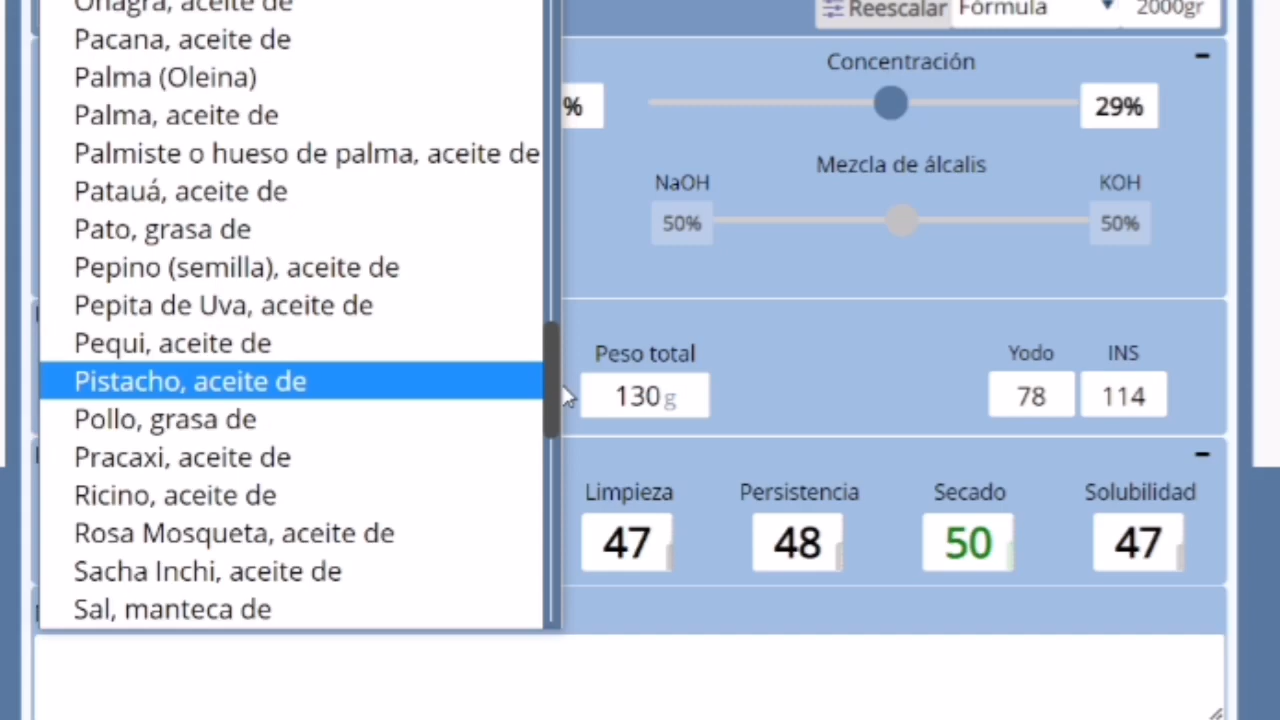 Onagra, aceite de
Pacana, aceite de
Palma (Oleina)
Palma, aceite de
Palmiste o hueso de palma, aceite de
Patauá, aceite de
Pato, grasa de
Pepino (semilla), aceite de
Pepita de Uva, aceite de
Pequi, aceite de
Pistacho, aceite de
Pollo, grasa de
Pracaxi, aceite de
Ricino, aceite de
Rosa Mosqueta, aceite de
Sacha Inchi, aceite de
Sal, manteca de
Reescalar Fórmula 2000gr
Concentración
% 29%
Mezcla de álcalis
NaOH KOH
50% 50%
Peso total Yodo INS
130 g 78 114
Limpieza Persistencia Secado Solubilidad
47 48 50 47